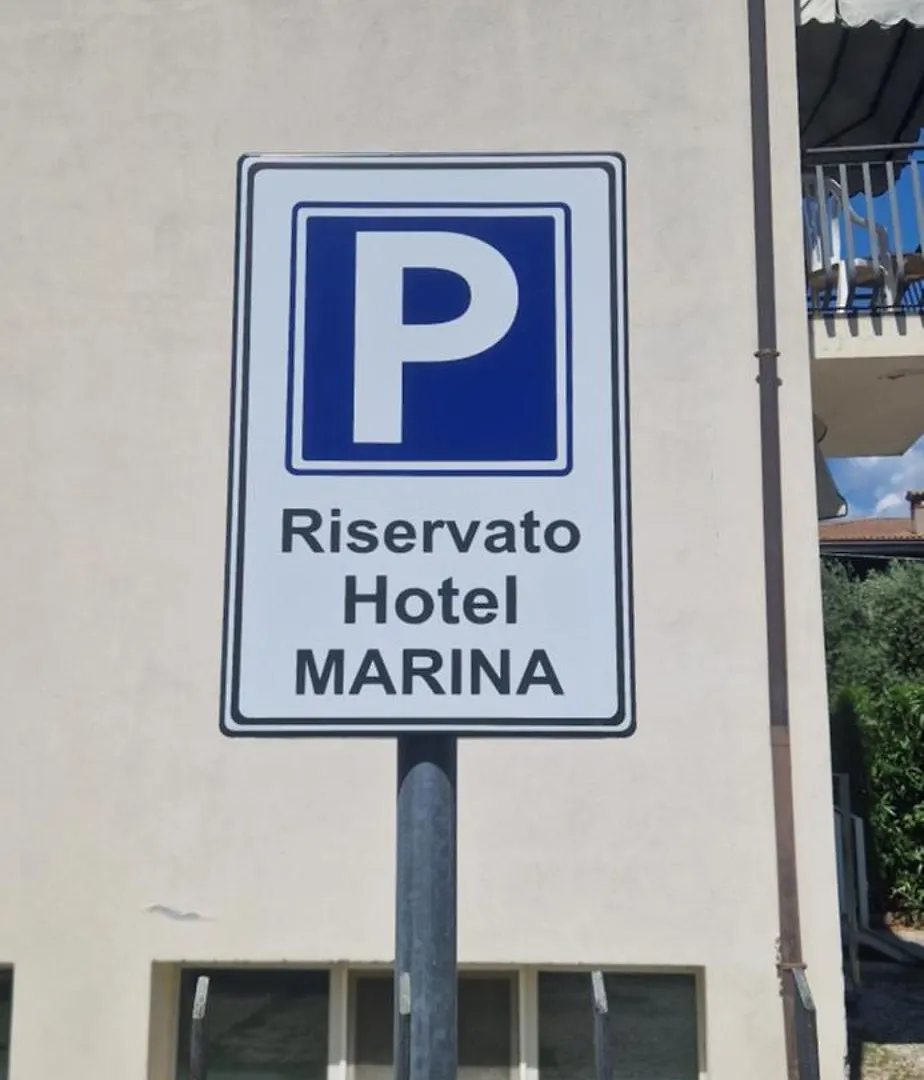 P
Riservato
Hotel
MARINA